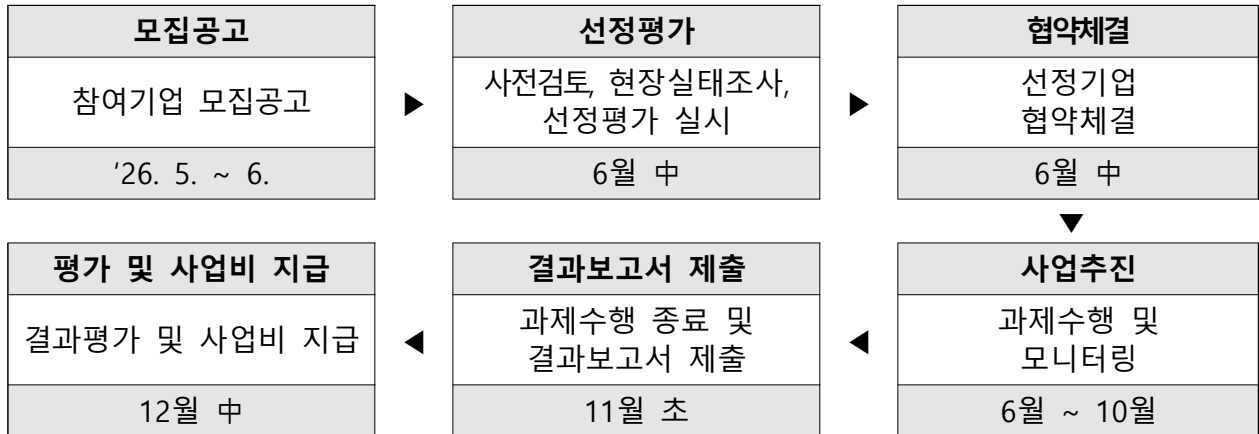 모집공고
참여기업 모집공고
'26. 5. ~ 6.
▶
선정평가
사전검토, 현장실태조사,
선정평가 실시
6월 中
▶
협약체결
선정기업
협약체결
6월 中
▼
사업추진
과제수행 및
모니터링
6월 ~ 10월
◀
결과보고서 제출
과제수행 종료 및
결과보고서 제출
11월 초
◀
평가 및 사업비 지급
결과평가 및 사업비 지급
12월 中